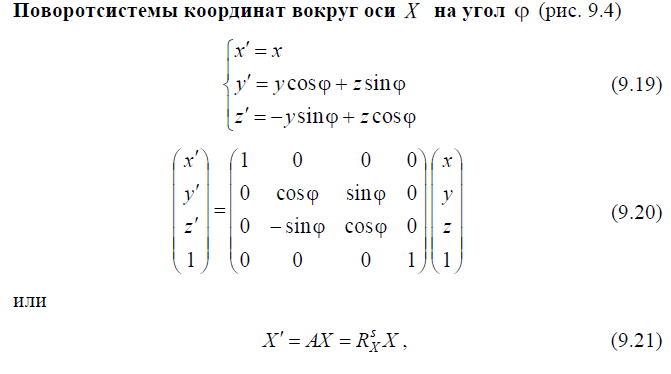 Поворотсистемы координат вокруг оси X на угол φ (рис. 9.4)
{x′ = x
y′ = y cosφ + z sinφ (9.19)
z′ = −y sinφ + z cosφ
(x′) (1 0 0 0) (x)
(y′) (0 cosφ sinφ 0) (y)
= (9.20)
(z′) (0 −sinφ cosφ 0) (z)
(1) (0 0 0 1) (1)
или
X′ = AX = R_X^s X , (9.21)